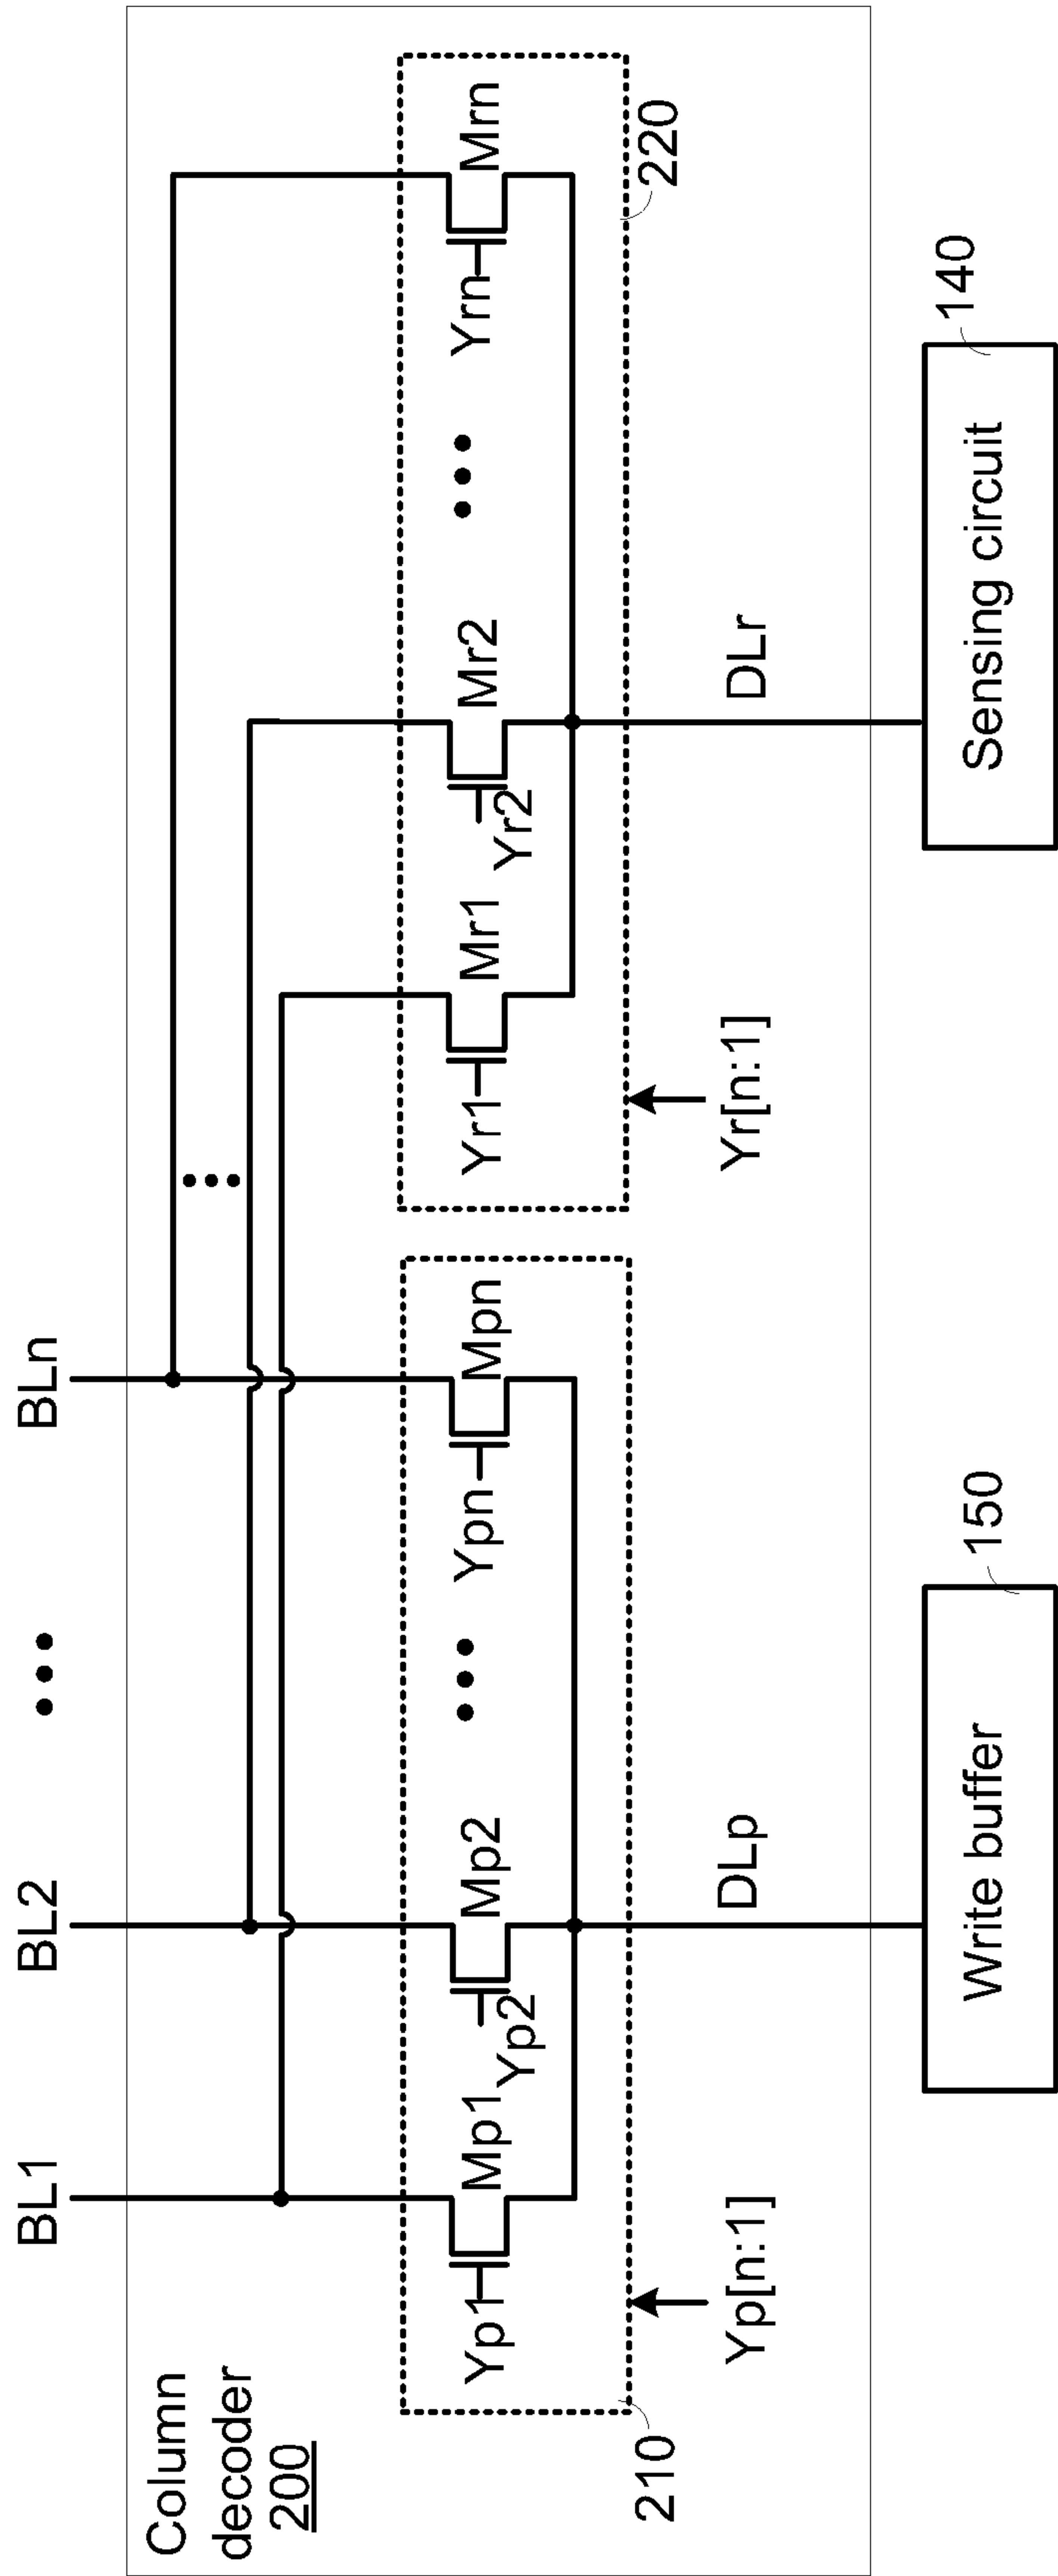 BL1
BL2
BLn
Column
decoder
200
Yp1
Mp1
Yp2
Mp2
Ypn
Mpn
Yr1
Mr1
Yr2
Mr2
Yrn
Mrn
210
Yp[n:1]
DLp
Yr[n:1]
DLr
220
Write buffer
150
Sensing circuit
140